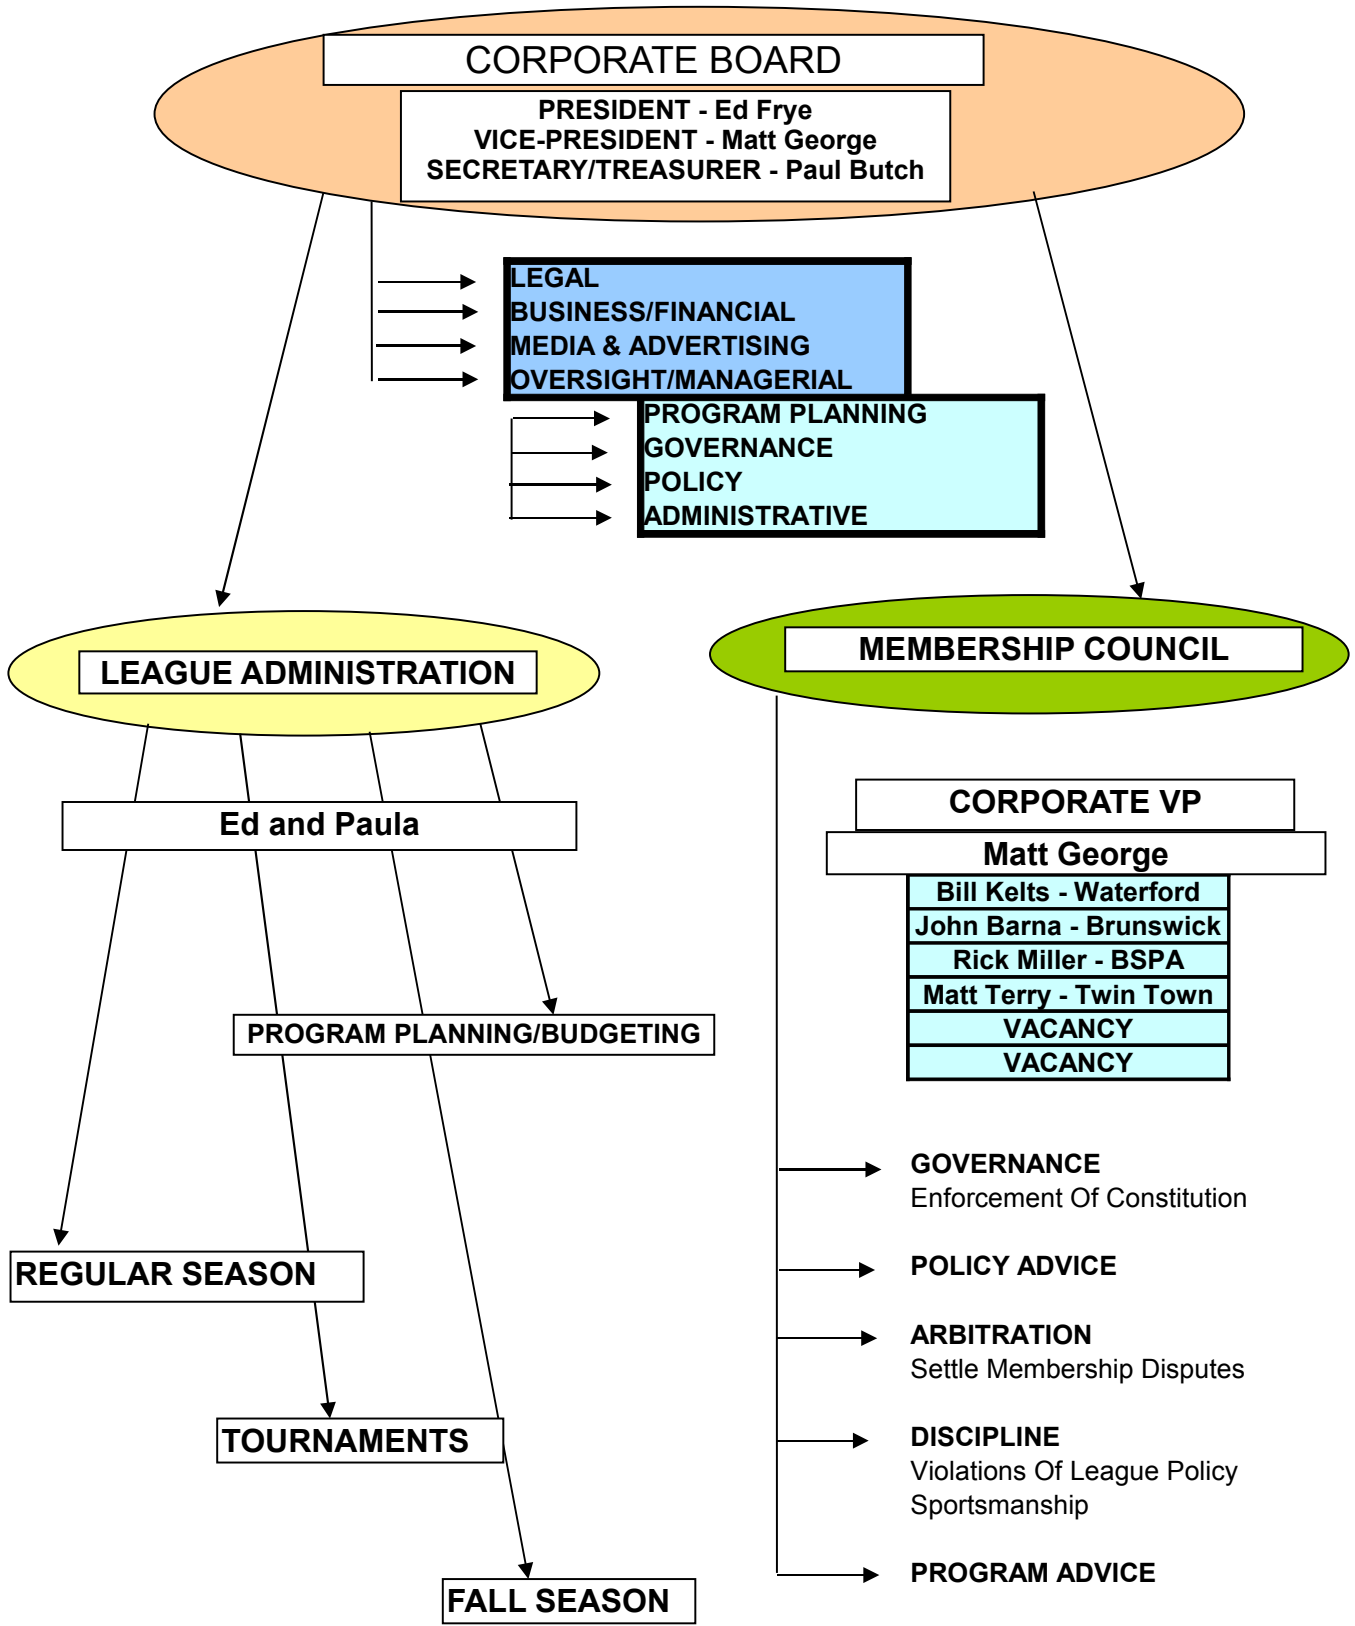 CORPORATE BOARD
PRESIDENT - Ed Frye
VICE-PRESIDENT - Matt George
SECRETARY/TREASURER - Paul Butch
LEGAL
BUSINESS/FINANCIAL
MEDIA & ADVERTISING
OVERSIGHT/MANAGERIAL
PROGRAM PLANNING
GOVERNANCE
POLICY
ADMINISTRATIVE
LEAGUE ADMINISTRATION
Ed and Paula
PROGRAM PLANNING/BUDGETING
REGULAR SEASON
TOURNAMENTS
FALL SEASON
MEMBERSHIP COUNCIL
CORPORATE VP
Matt George
Bill Kelts - Waterford
John Barna - Brunswick
Rick Miller - BSPA
Matt Terry - Twin Town
VACANCY
VACANCY
GOVERNANCE
Enforcement Of Constitution
POLICY ADVICE
ARBITRATION
Settle Membership Disputes
DISCIPLINE
Violations Of League Policy
Sportsmanship
PROGRAM ADVICE